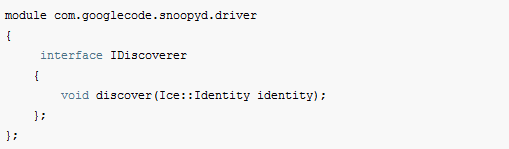 module com.googlecode.snoopyd.driver
{
interface IDiscoverer
{
void discover(Ice::Identity identity);
};
};